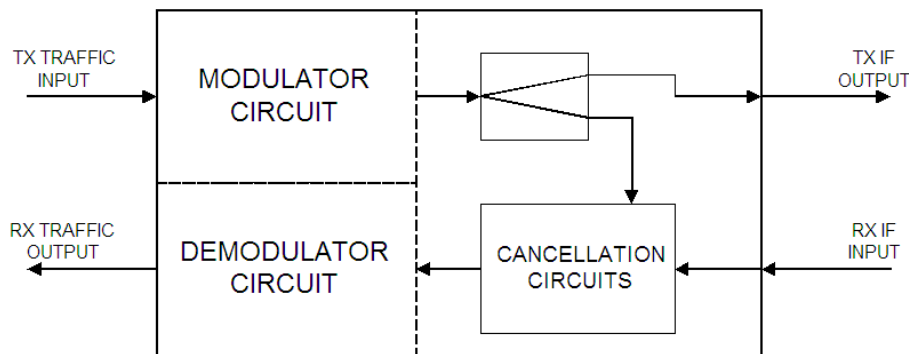 TX TRAFFIC
INPUT
MODULATOR
CIRCUIT
TX IF
OUTPUT
RX TRAFFIC
OUTPUT
DEMODULATOR
CIRCUIT
CANCELLATION
CIRCUITS
RX IF
INPUT